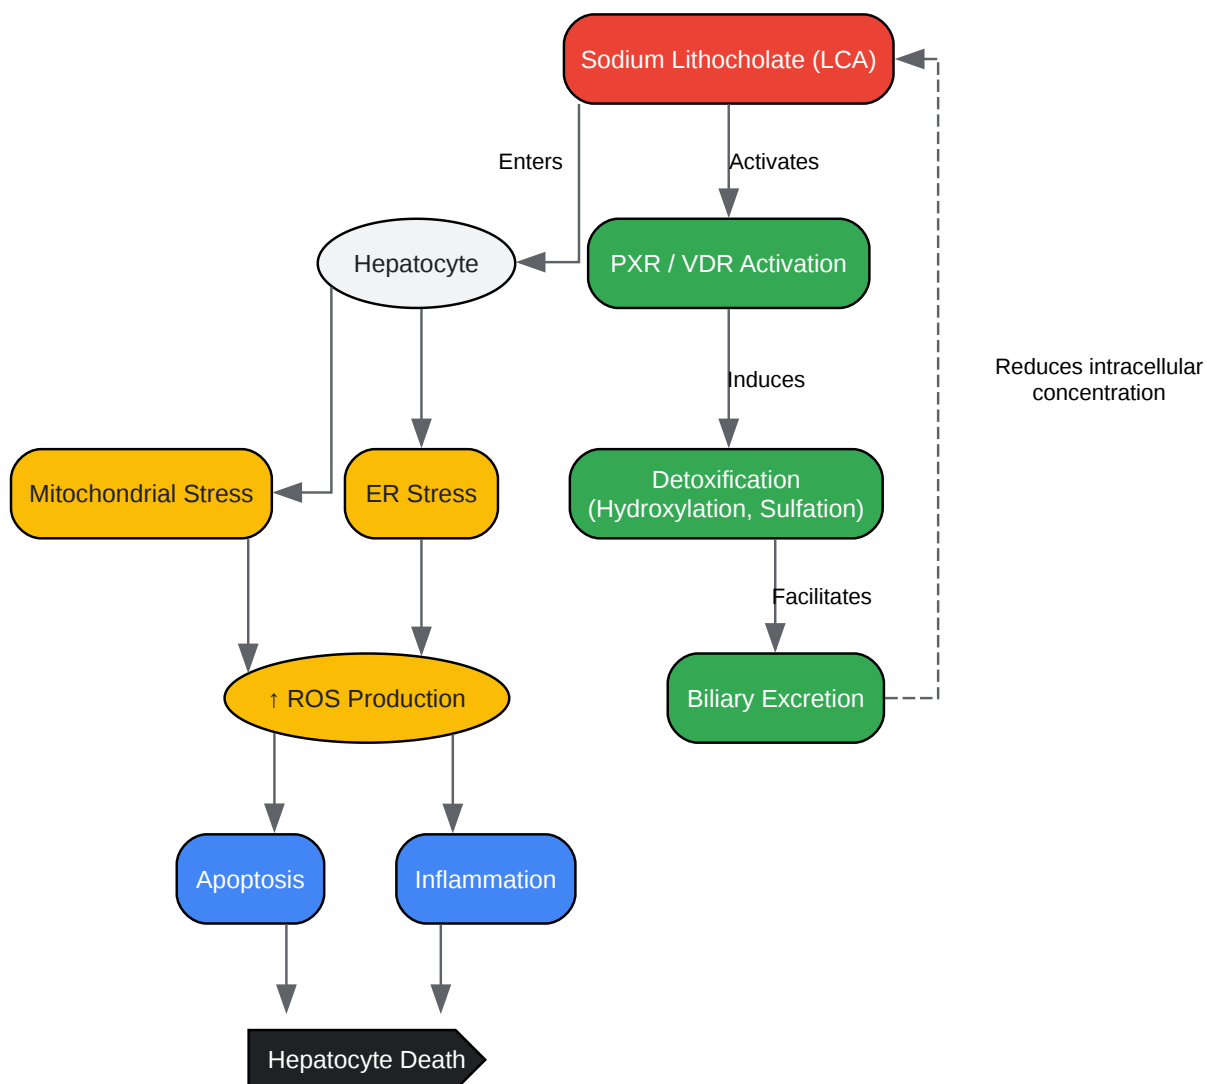 Sodium Lithocholate (LCA)
Enters
Activates
Hepatocyte
PXR / VDR Activation
Reduces intracellular
concentration
Induces
Mitochondrial Stress
ER Stress
Detoxification
(Hydroxylation, Sulfation)
Facilitates
↑ ROS Production
Biliary Excretion
Apoptosis
Inflammation
Hepatocyte Death